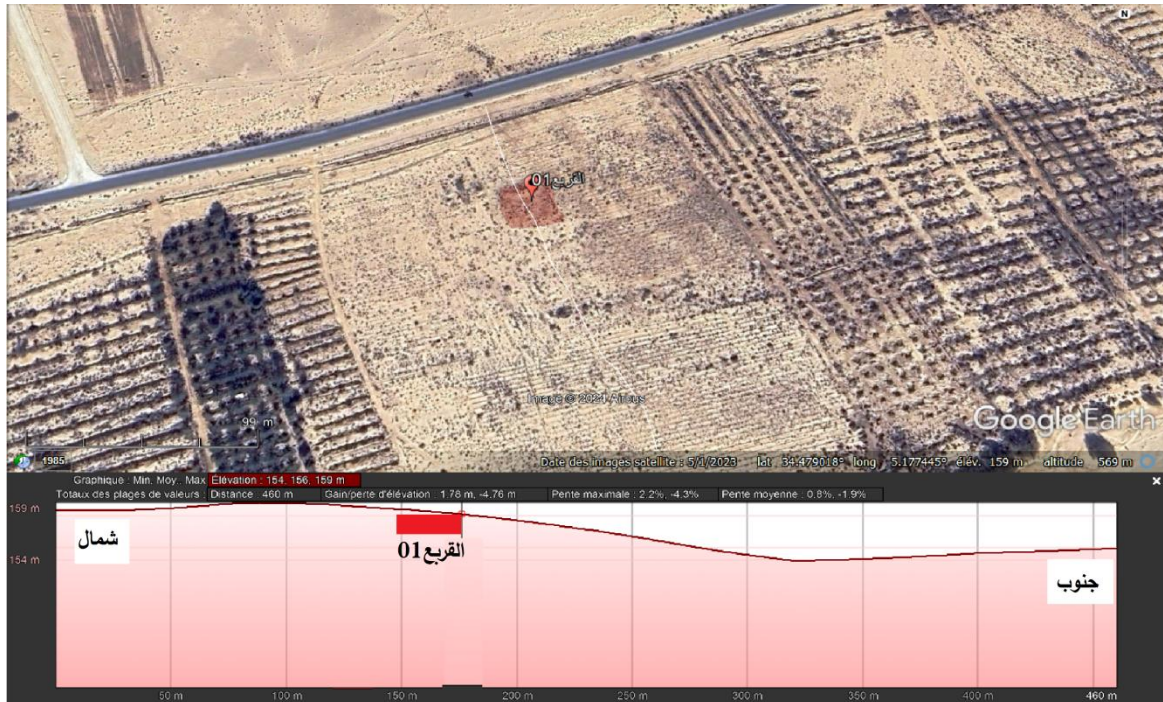 N
القريع01
99 m
Image © 2024 Airbus
Google Earth
1985
Date des images satellite : 5/1/2023 lat. 34.479018° long. 5.177445° élév. 159 m altitude 569 m
Graphique : Min. Moy. Max Élévation : 154, 156, 159 m
Totaux des plages de valeurs : Distance : 460 m Gain/perte d'élévation : 1.78 m, -4.76 m Pente maximale : 2.2%, -4.3% Pente moyenne : 0.8%, -1.9%
159 m
شمال
القريع01
154 m
جنوب
50 m 100 m 150 m 200 m 250 m 300 m 350 m 400 m 460 m